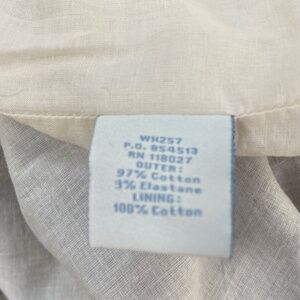 WH257
P.O. 854513
RN 118027
OUTER:
97% Cotton
3% Elastane
LINING:
100% Cotton